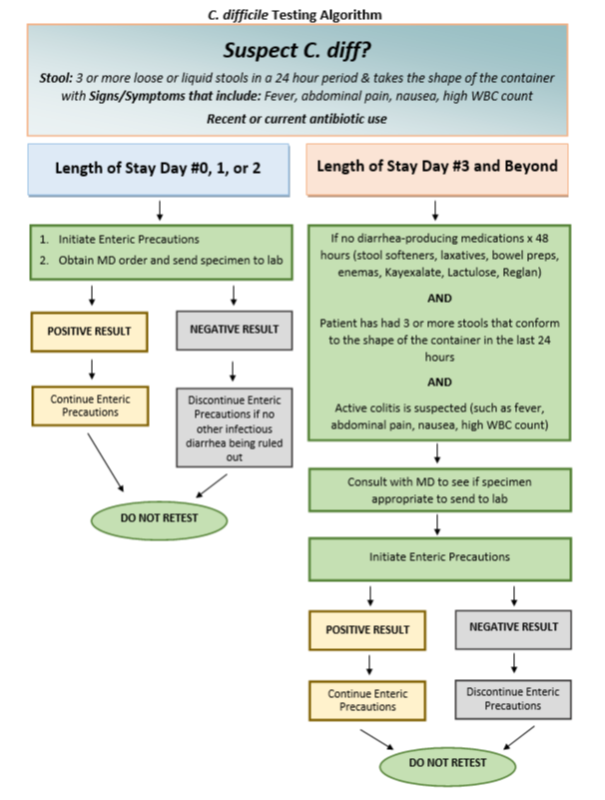 C. difficile Testing Algorithm
Suspect C. diff?
Stool: 3 or more loose or liquid stools in a 24 hour period & takes the shape of the container
with Signs/Symptoms that include: Fever, abdominal pain, nausea, high WBC count
Recent or current antibiotic use
Length of Stay Day #0, 1, or 2
1. Initiate Enteric Precautions
2. Obtain MD order and send specimen to lab
POSITIVE RESULT
NEGATIVE RESULT
Continue Enteric
Precautions
Discontinue Enteric
Precautions if no
other infectious
diarrhea being ruled
out
DO NOT RETEST
Length of Stay Day #3 and Beyond
If no diarrhea-producing medications x 48
hours (stool softeners, laxatives, bowel preps,
enemas, Kayexalate, Lactulose, Reglan)
AND
Patient has had 3 or more stools that conform
to the shape of the container in the last 24
hours
AND
Active colitis is suspected (such as fever,
abdominal pain, nausea, high WBC count)
Consult with MD to see if specimen
appropriate to send to lab
Initiate Enteric Precautions
POSITIVE RESULT
NEGATIVE RESULT
Continue Enteric
Precautions
Discontinue Enteric
Precautions
DO NOT RETEST